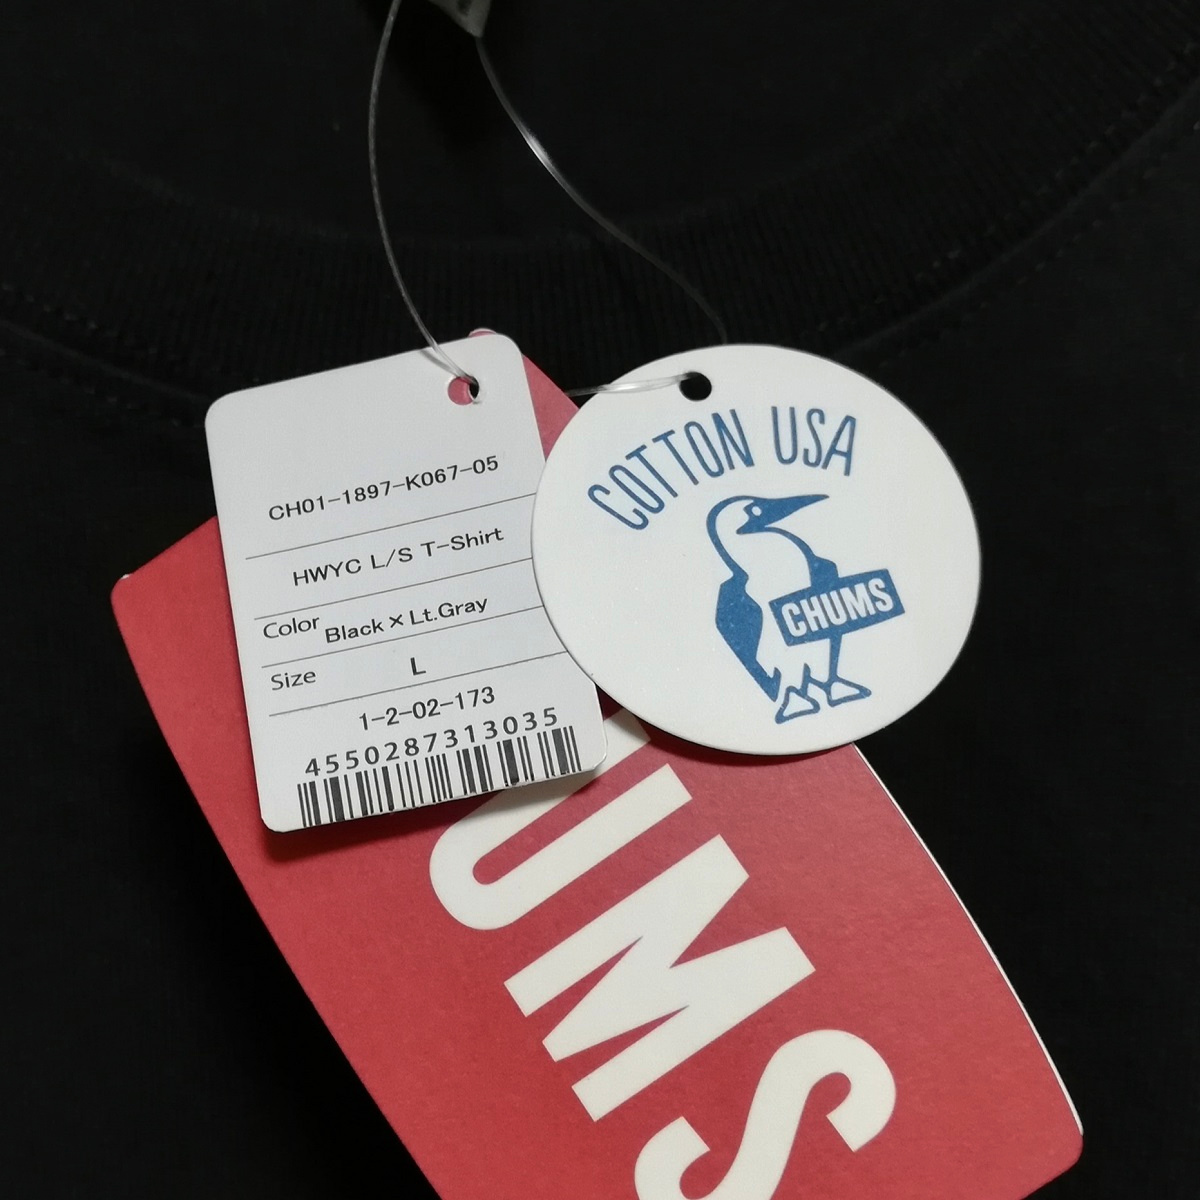 CH01-1897-K067-05
HWYC L/S T-Shirt
Color Black×Lt.Gray
Size L
1-2-02-173
4550287313035
COTTON USA
CHUMS
UMS